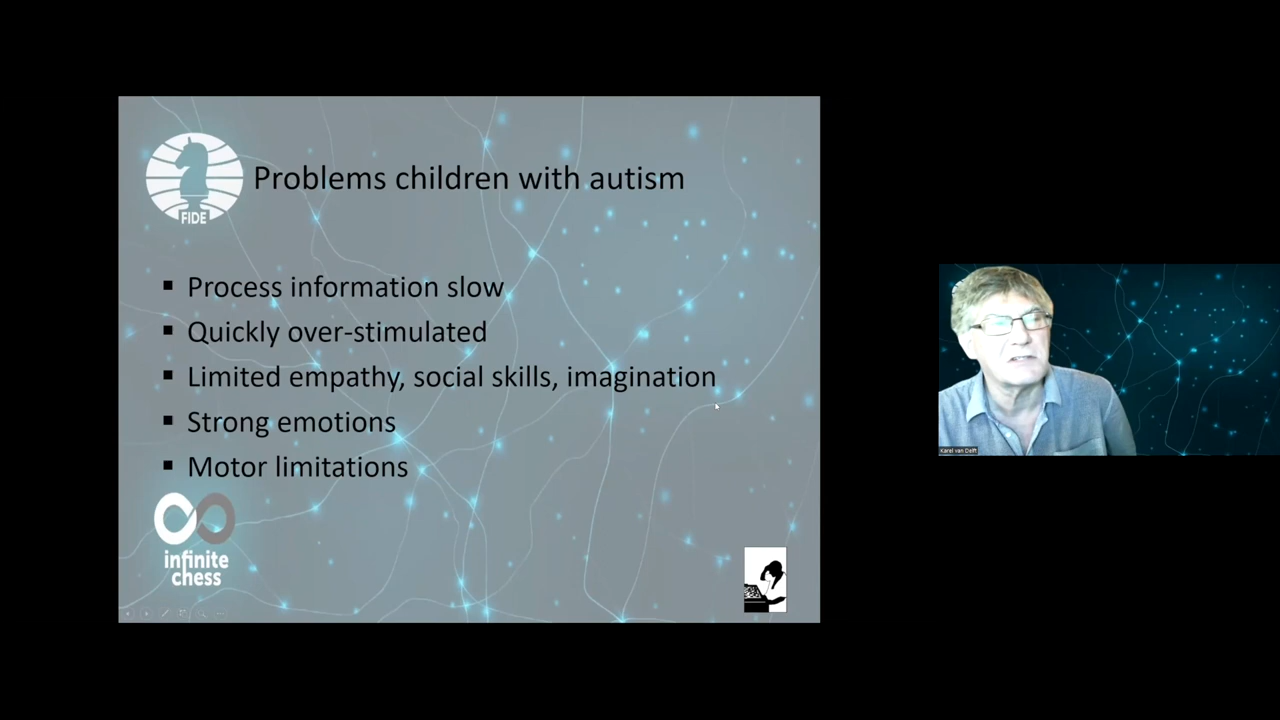 FIDE
Problems children with autism
▪ Process information slow
▪ Quickly over-stimulated
▪ Limited empathy, social skills, imagination
▪ Strong emotions
▪ Motor limitations
infinite
chess
Karel van Delft